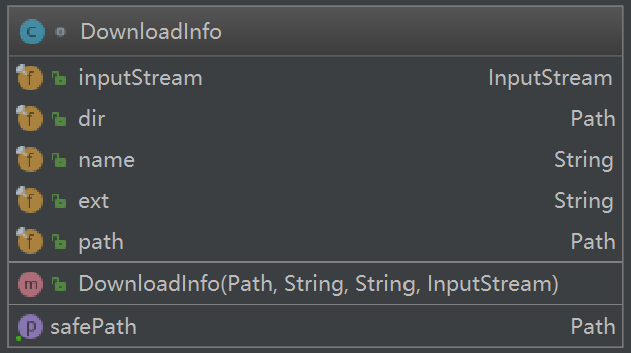 C DownloadInfo
f inputStream InputStream
f dir Path
f name String
f ext String
f path Path
m DownloadInfo(Path, String, String, InputStream)
p safePath Path